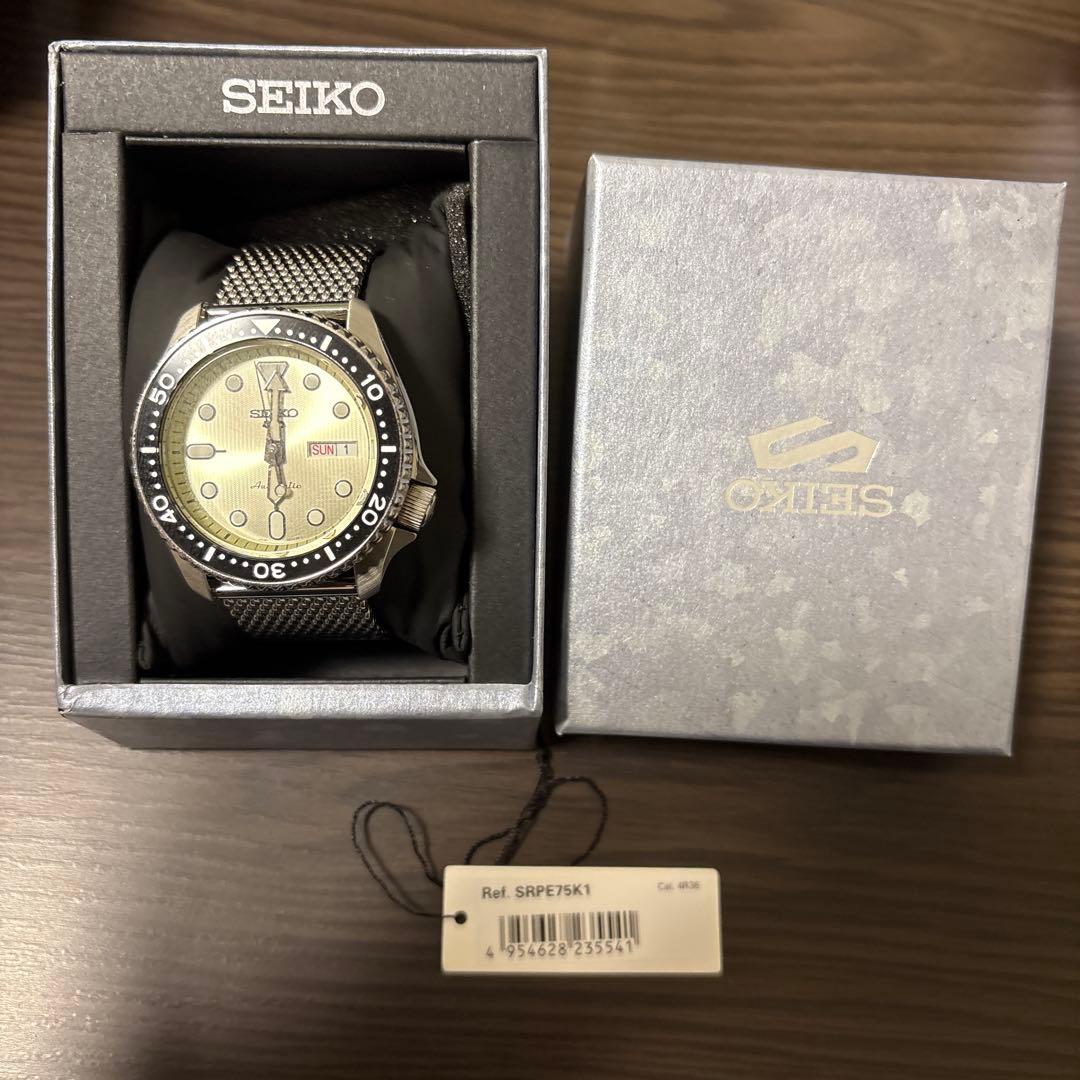 SEIKO
10
20
30
40
50
SEIKO
SUN 1
Automatic
SEIKO
Ref. SRPE75K1 Cal. 4R36
4 954628 235541